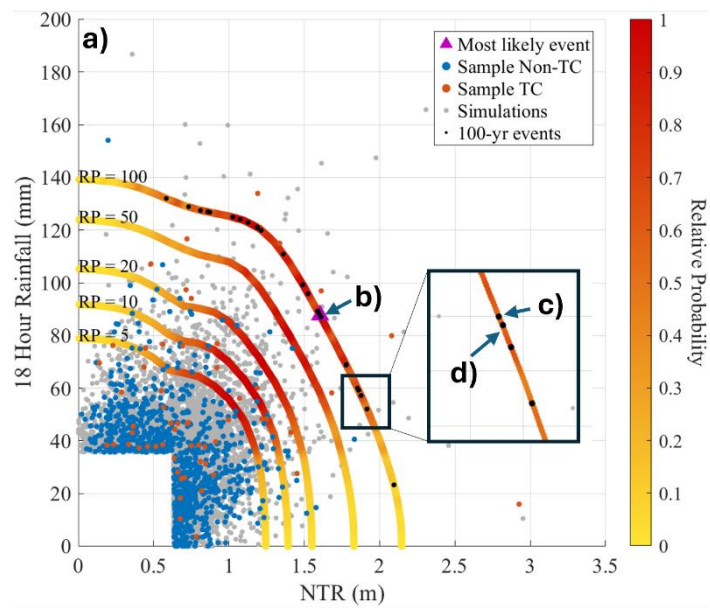 a)
200
180
160
140
120
100
80
60
40
20
0
18 Hour Rainfall (mm)
RP = 100
RP = 50
RP = 20
RP = 10
RP = 5
Most likely event
Sample Non-TC
Sample TC
Simulations
100-yr events
b)
c)
d)
0 0.5 1 1.5 2 2.5 3 3.5
NTR (m)
1
0.9
0.8
0.7
0.6
0.5
0.4
0.3
0.2
0.1
0
Relative Probability